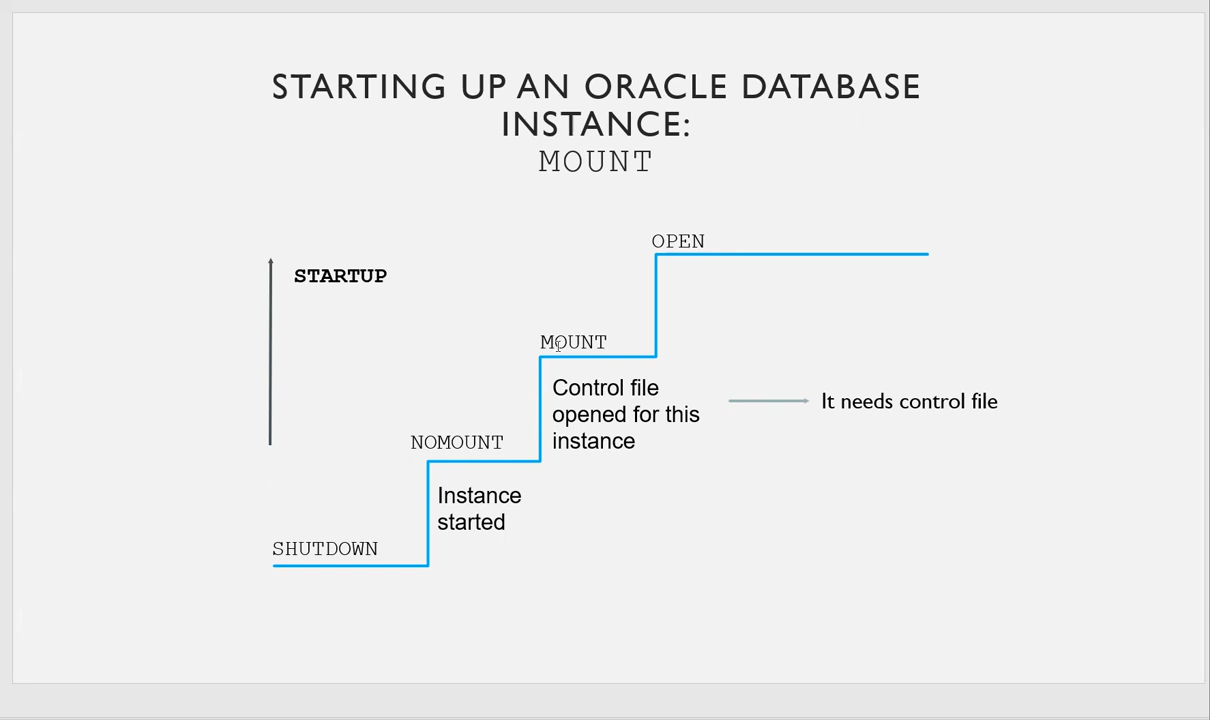 STARTING UP AN ORACLE DATABASE
INSTANCE:
MOUNT
OPEN
STARTUP
MOUNT
Control file
opened for this
instance
It needs control file
NOMOUNT
Instance
started
SHUTDOWN